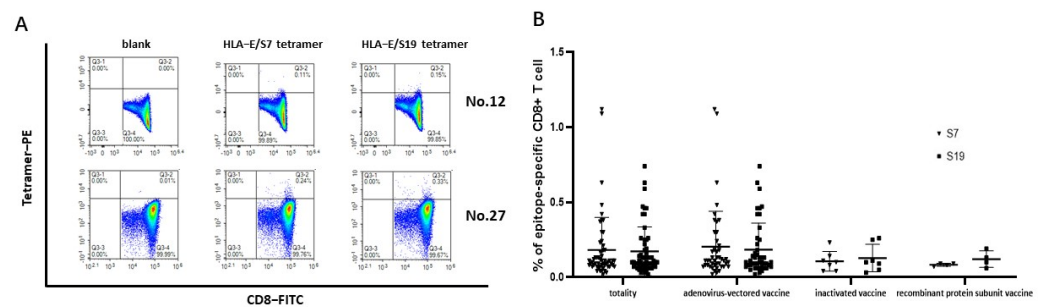 A
blank
HLA–E/S7 tetramer
HLA–E/S19 tetramer
Q3-1 0.00%
Q3-2 0.00%
Q3-3 0.00%
Q3-4 100.00%
Q3-1 0.00%
Q3-2 0.11%
Q3-3 0.00%
Q3-4 99.89%
Q3-1 0.00%
Q3-2 0.15%
Q3-3 0.00%
Q3-4 99.85%
No.12
Q3-1 0.00%
Q3-2 0.01%
Q3-3 0.00%
Q3-4 99.99%
Q3-1 0.00%
Q3-2 0.24%
Q3-3 0.00%
Q3-4 99.76%
Q3-1 0.00%
Q3-2 0.33%
Q3-3 0.00%
Q3-4 99.67%
No.27
Tetramer–PE
CD8–FITC
B
% of epitope-specific CD8+ T cell
1.5
1.0
0.5
0.0
S7
S19
totality
adenovirus-vectored vaccine
inactivated vaccine
recombinant protein subunit vaccine